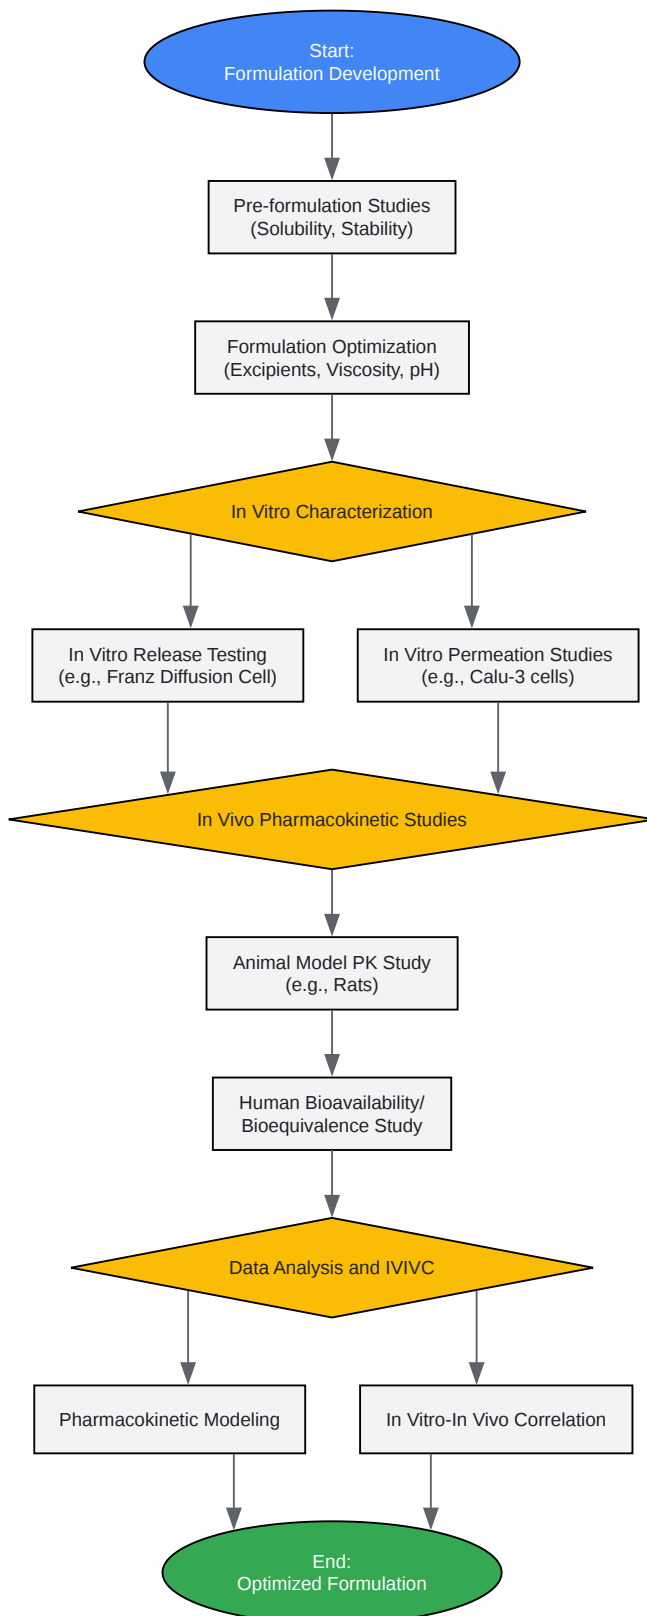 Start:
Formulation Development
Pre-formulation Studies
(Solubility, Stability)
Formulation Optimization
(Excipients, Viscosity, pH)
In Vitro Characterization
In Vitro Release Testing
(e.g., Franz Diffusion Cell)
In Vitro Permeation Studies
(e.g., Calu-3 cells)
In Vivo Pharmacokinetic Studies
Animal Model PK Study
(e.g., Rats)
Human Bioavailability/
Bioequivalence Study
Data Analysis and IVIVC
Pharmacokinetic Modeling
In Vitro-In Vivo Correlation
End:
Optimized Formulation